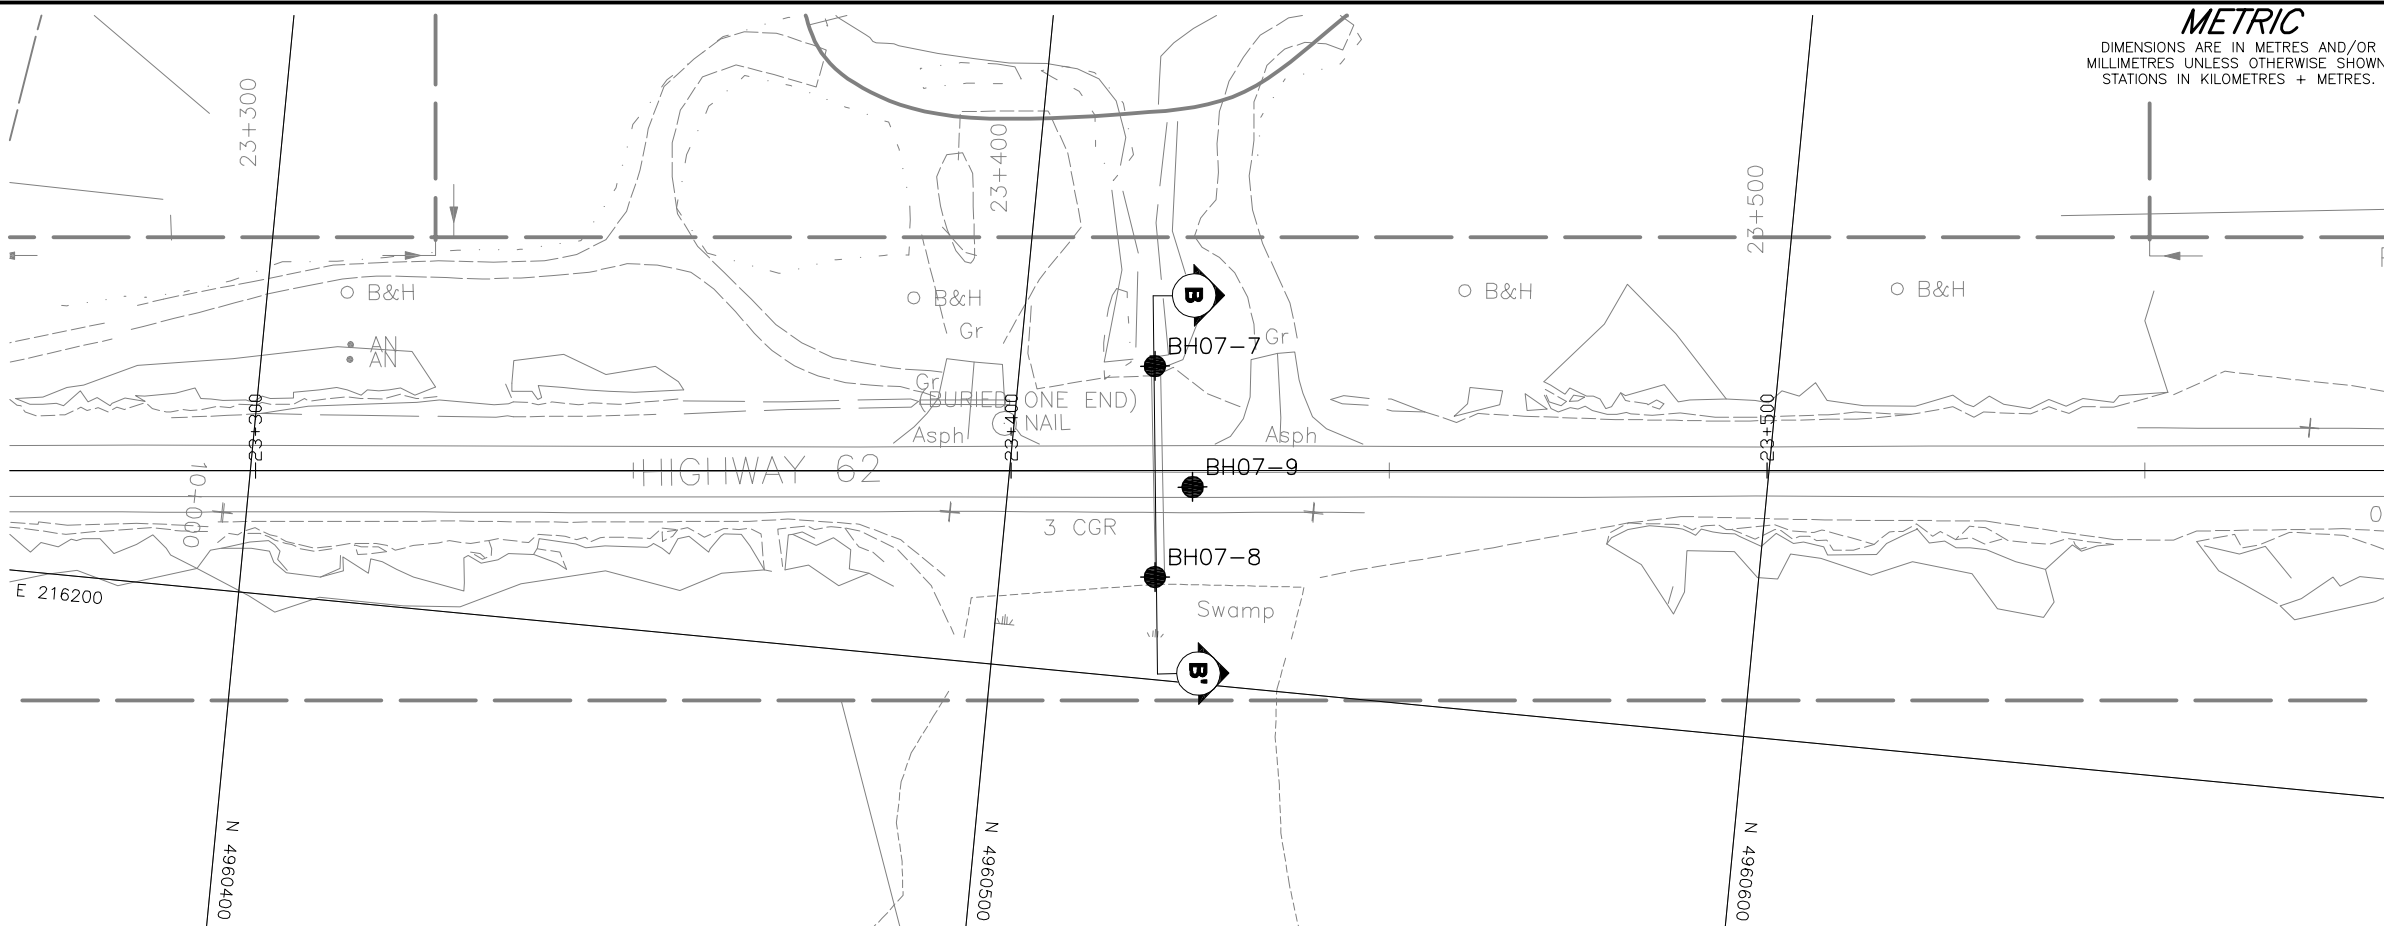 METRIC
DIMENSIONS ARE IN METRES AND/OR
MILLIMETRES UNLESS OTHERWISE SHOWN
STATIONS IN KILOMETRES + METRES.
23+300
23+400
23+500
B&H
B&H
B&H
B&H
B
AN
AN
Gr
Gr
BH07-7
Gr
(BURIED ONE END)
NAIL
Asph
Asph
23+300
23+400
23+500
HIGHWAY 62
BH07-9
10+000
3 CGR
0
BH07-8
E 216200
Swamp
B'
N 4960400
N 4960500
N 4960600